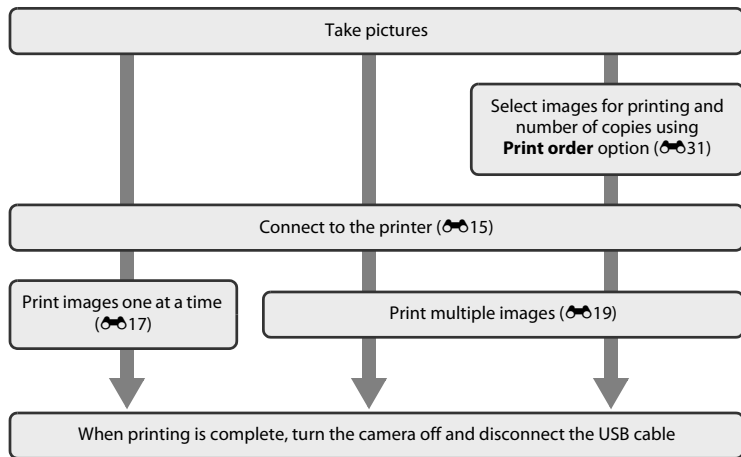 Take pictures
Select images for printing and
number of copies using
Print order option (31)
Connect to the printer (15)
Print images one at a time
(17)
Print multiple images (19)
When printing is complete, turn the camera off and disconnect the USB cable